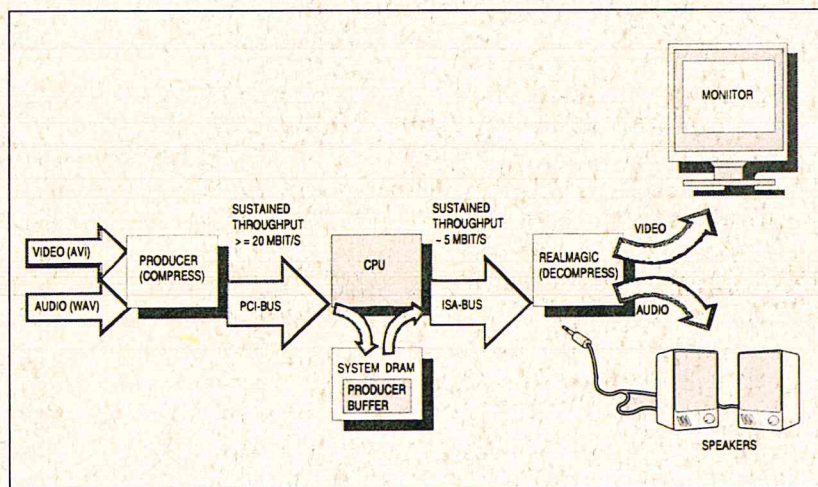 MONIITOR
SUSTAINED
THROUGHPUT
>= 20 MBIT/S
SUSTAINED
THROUGHPUT
~ 5 MBIT/S
VIDEO
VIDEO (AVI)
PRODUCER
(COMPRESS)
CPU
REALMAGIC
(DECOMPRESS)
AUDIO (WAV)
PCI-BUS
ISA-BUS
AUDIO
SYSTEM DRAM
PRODUCER
BUFFER
SPEAKERS